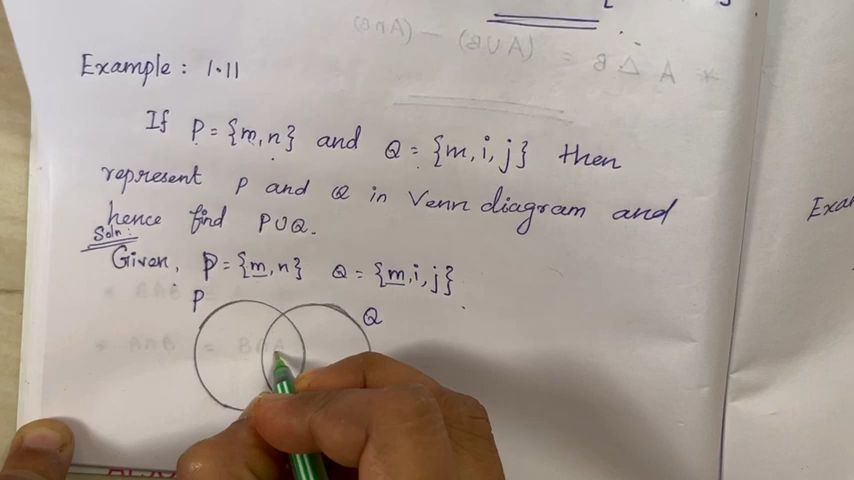 Example : 1.11
If P = {m, n} and Q = {m, i, j} then
represent P and Q in Venn diagram and
hence find P∪Q.
Soln:
Given, P = {m, n} Q = {m, i, j}
P
Q